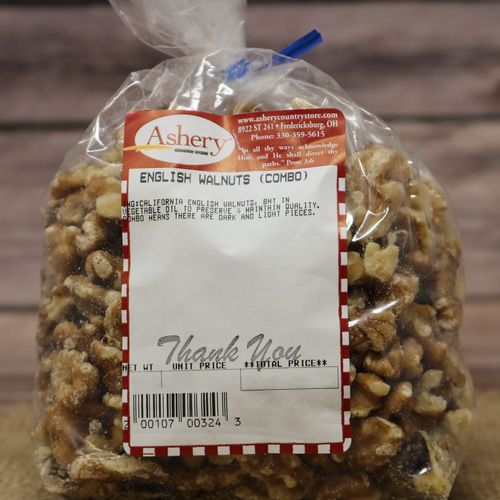 Ashery
COUNTRY STORE
www.asherycountrystore.com
8922 ST 241 • Fredericksburg, OH
Phone: 330-359-5615
"In all thy ways acknowledge
Him and He shall direct thy
paths." Prov. 3:6
ENGLISH WALNUTS (COMBO)
ING:CALIFORNIA ENGLISH WALNUTS, BHT IN
VEGETABLE OIL TO PRESERVE & MAINTAIN QUALITY.
COMBO MEANS THERE ARE DARK AND LIGHT PIECES.
Thank You
NET WT UNIT PRICE **TOTAL PRICE**
2 00107 00324 3